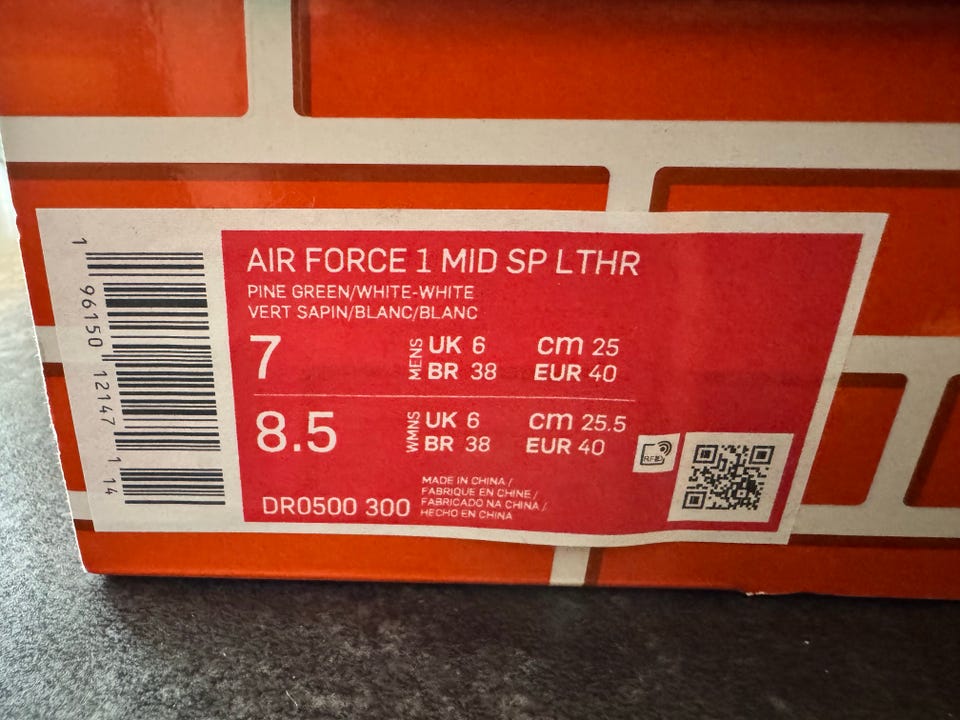 AIR FORCE 1 MID SP LTHR
PINE GREEN/WHITE-WHITE
VERT SAPIN/BLANC/BLANC
7 MENS UK 6 cm 25
BR 38 EUR 40
8.5 WMNS UK 6 cm 25.5
BR 38 EUR 40
RFID
MADE IN CHINA /
FABRIQUE EN CHINE /
FABRICADO NA CHINA /
HECHO EN CHINA
DR0500 300
1 96150 12147 1 14